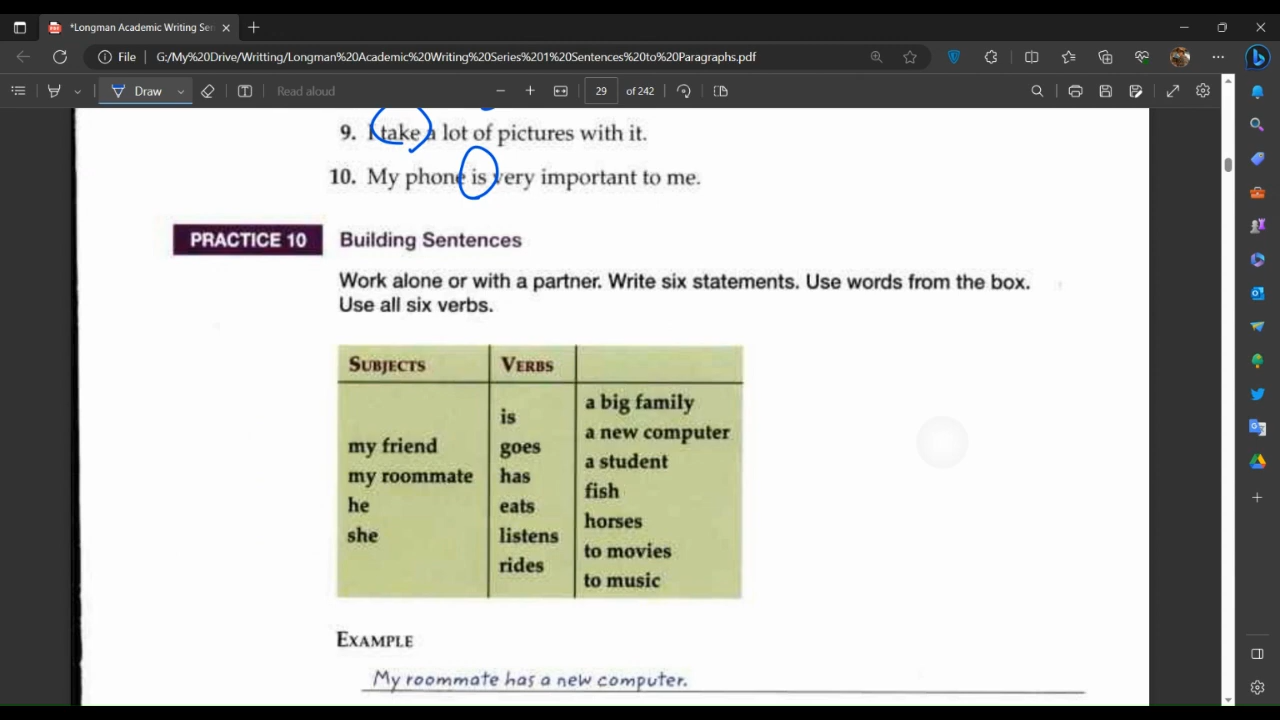 *Longman Academic Writing Ser
File
G:/My%20Drive/Writting/Longman%20Academic%20Writing%20Series%201%20Sentences%20to%20Paragraphs.pdf
Draw
Read aloud
29
of 242
9. I take a lot of pictures with it.
10. My phone is very important to me.
PRACTICE 10
Building Sentences
Work alone or with a partner. Write six statements. Use words from the box.
Use all six verbs.
SUBJECTS
VERBS
my friend
my roommate
he
she
is
goes
has
eats
listens
rides
a big family
a new computer
a student
fish
horses
to movies
to music
EXAMPLE
My roommate has a new computer.